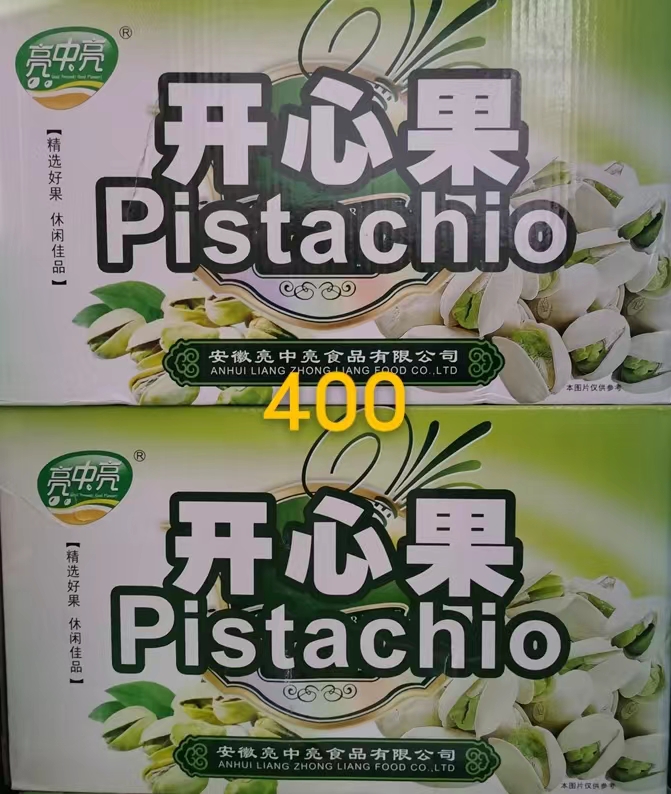 亮中亮
®
【精选好果 休闲佳品】
开心果
Pistachio
安徽亮中亮食品有限公司
ANHUI LIANG ZHONG LIANG FOOD CO.,LTD
本图片仅供参考
400
亮中亮
®
【精选好果 休闲佳品】
开心果
Pistachio
安徽亮中亮食品有限公司
ANHUI LIANG ZHONG LIANG FOOD CO.,LTD
本图片仅供参考